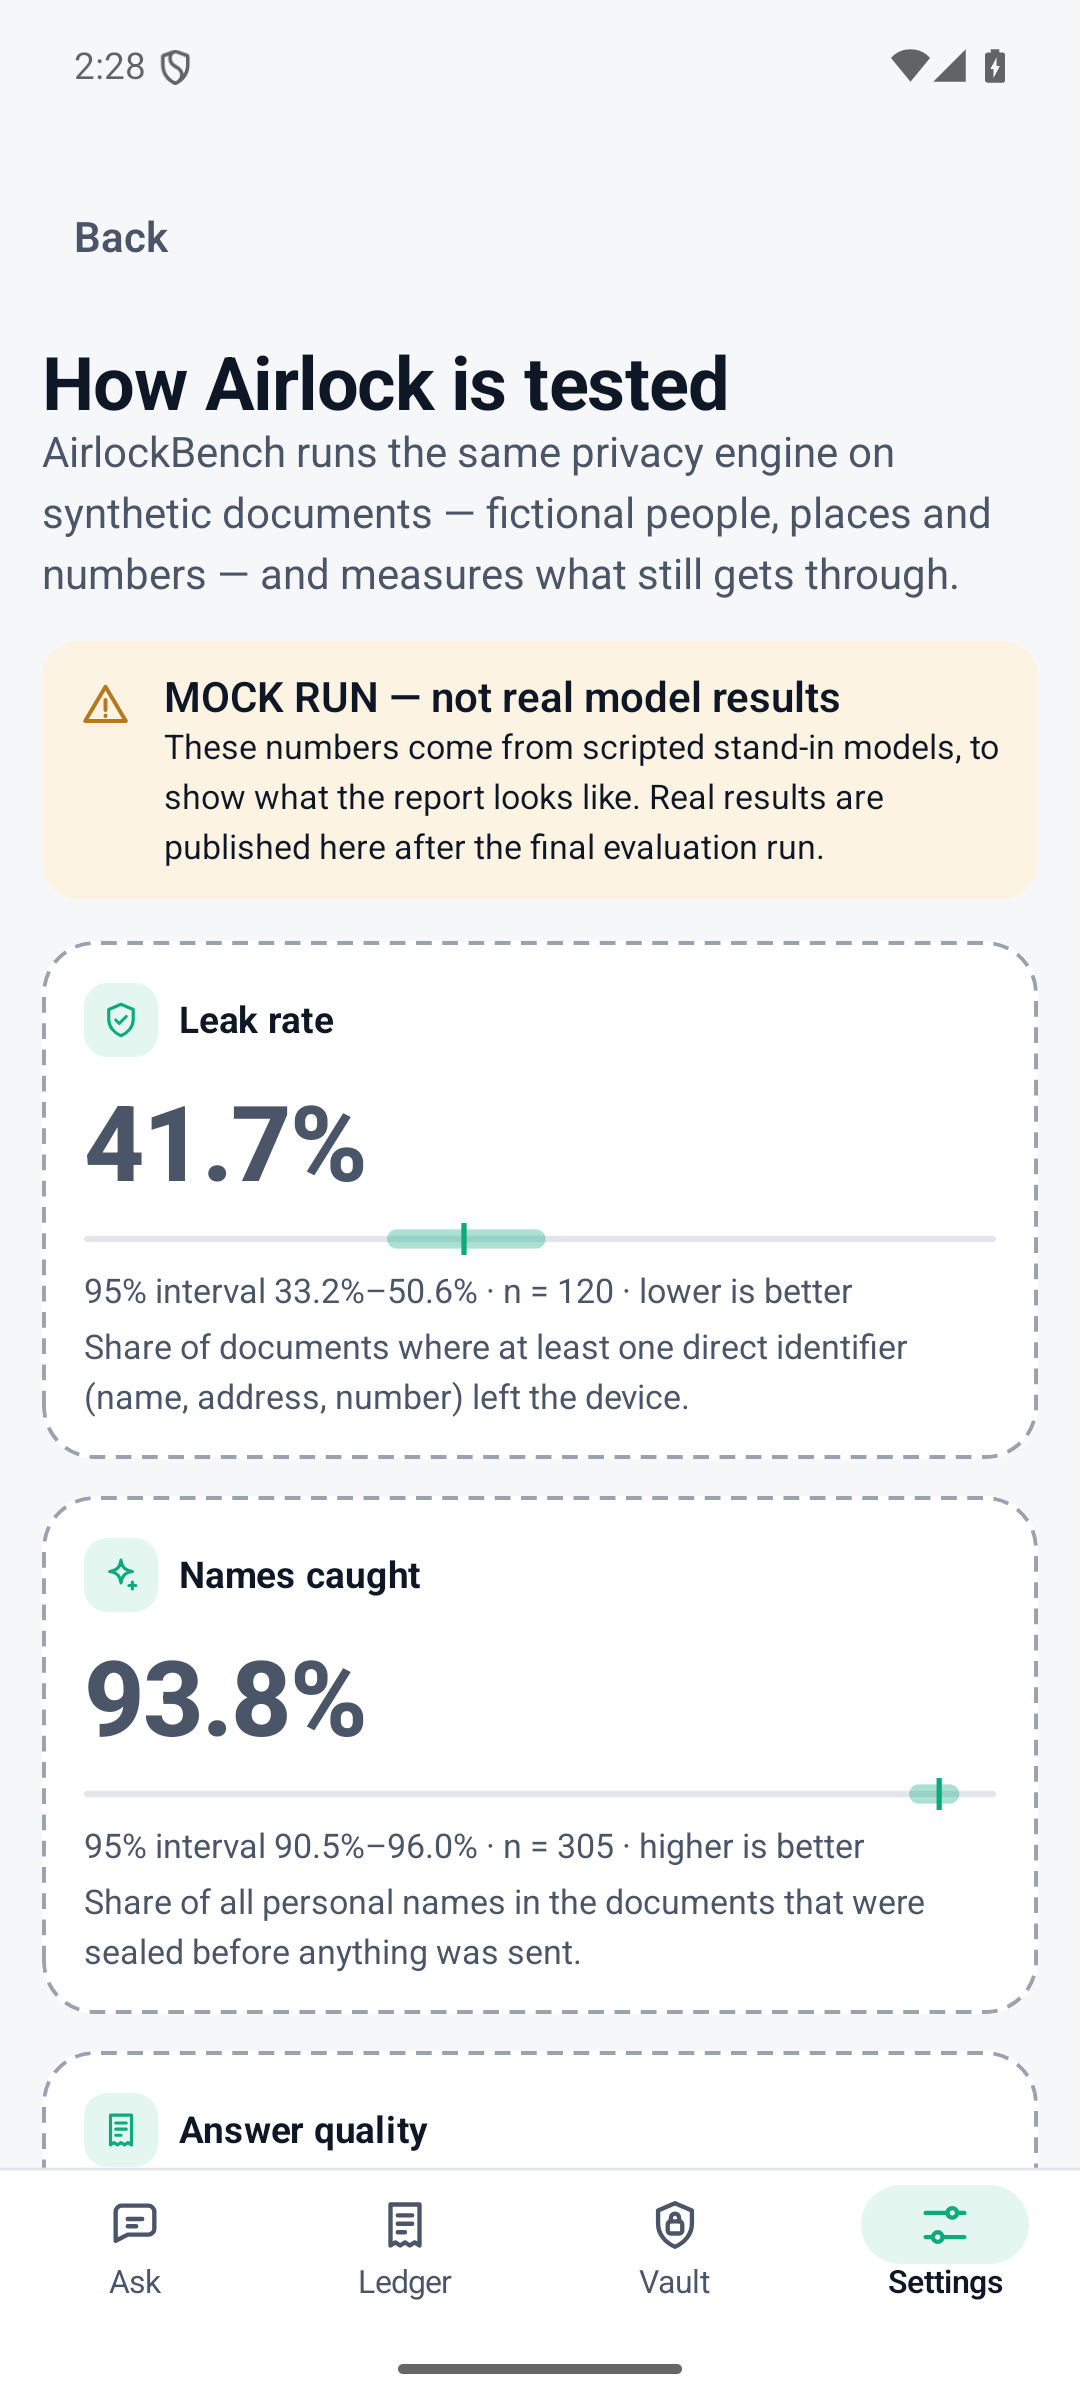 2:28
Back
How Airlock is tested
AirlockBench runs the same privacy engine on
synthetic documents — fictional people, places and
numbers — and measures what still gets through.
MOCK RUN — not real model results
These numbers come from scripted stand-in models, to
show what the report looks like. Real results are
published here after the final evaluation run.
Leak rate
41.7%
95% interval 33.2%–50.6% · n = 120 · lower is better
Share of documents where at least one direct identifier
(name, address, number) left the device.
Names caught
93.8%
95% interval 90.5%–96.0% · n = 305 · higher is better
Share of all personal names in the documents that were
sealed before anything was sent.
Answer quality
Ask
Ledger
Vault
Settings